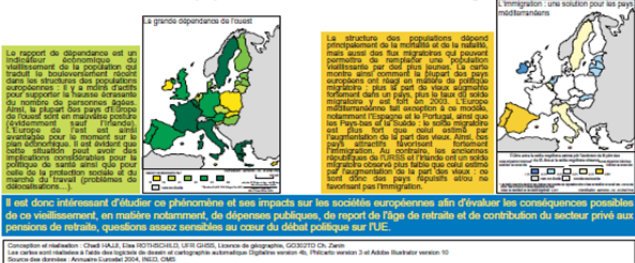 La grande dépendance de l'ouest
Le rapport de dépendance est un
indicateur économique du
vieillissement de la population qui
traduit le bouleversement récent
dans les structures des populations
européennes : il y a moins d'actifs
pour supporter la hausse écrasante
du nombre de personnes âgées.
Ainsi, la plupart des pays d'Europe
de l'ouest sont en mauvaise posture
(évidemment sauf l'Irlande).
L'Europe de l'est est ainsi
avantagée pour le moment sur le
plan économique. Il est évident que
cette situation peut avoir des
implications considérables pour la
politique de santé ainsi que pour
celle de la protection sociale et du
marché du travail (problèmes de
délocalisations…).
La structure des populations dépend
principalement de la mortalité et de la natalité,
mais aussi des flux migratoires qui peuvent
permettre de remplacer une population
vieillissante par des plus jeunes. La carte
montre ainsi comment la plupart des pays
européens ont réagi en matière de politique
migratoire : plus la part de vieux augmente
fortement dans un pays, plus le taux du solde
migratoire y est fort en 2003. L'Europe
méditerranéenne fait exception à ce modèle,
notamment l'Espagne et le Portugal, ainsi que
les Pays-Bas et la Suède : le solde migratoire
est plus fort que celui estimé par
l'augmentation de la part des vieux. Ainsi, ces
pays attractifs favorisent fortement
l'immigration. Au contraire, les anciennes
républiques de l'URSS et l'Irlande ont un solde
migratoire observé plus faible que celui estimé
par l'augmentation de la part des vieux : ce
sont donc des pays répulsifs et/ou ne
favorisant pas l'immigration.
L'immigration : une solution pour les pays
méditerranéens
Il est donc intéressant d'étudier ce phénomène et ses impacts sur les sociétés européennes afin d'évaluer les conséquences possibles
de ce vieillissement, en matière notamment, de dépenses publiques, de report de l'âge de retraite et de contribution du secteur privé aux
pensions de retraite, questions assez sensibles au cœur du débat politique sur l'UE.
Conception et réalisation : Chadi HAJJI, Elsa ROTHSCHILD, UFR GHSS, Licence de géographie, GO302TO Ch. Zanin
Les cartes sont réalisées à l'aide des logiciels de dessin et cartographie automatique Digitaline version 4b, Philcarto version 3 et Adobe Illustrator version 10
Source des données : Annuaire Eurostat 2004, INED, OMS